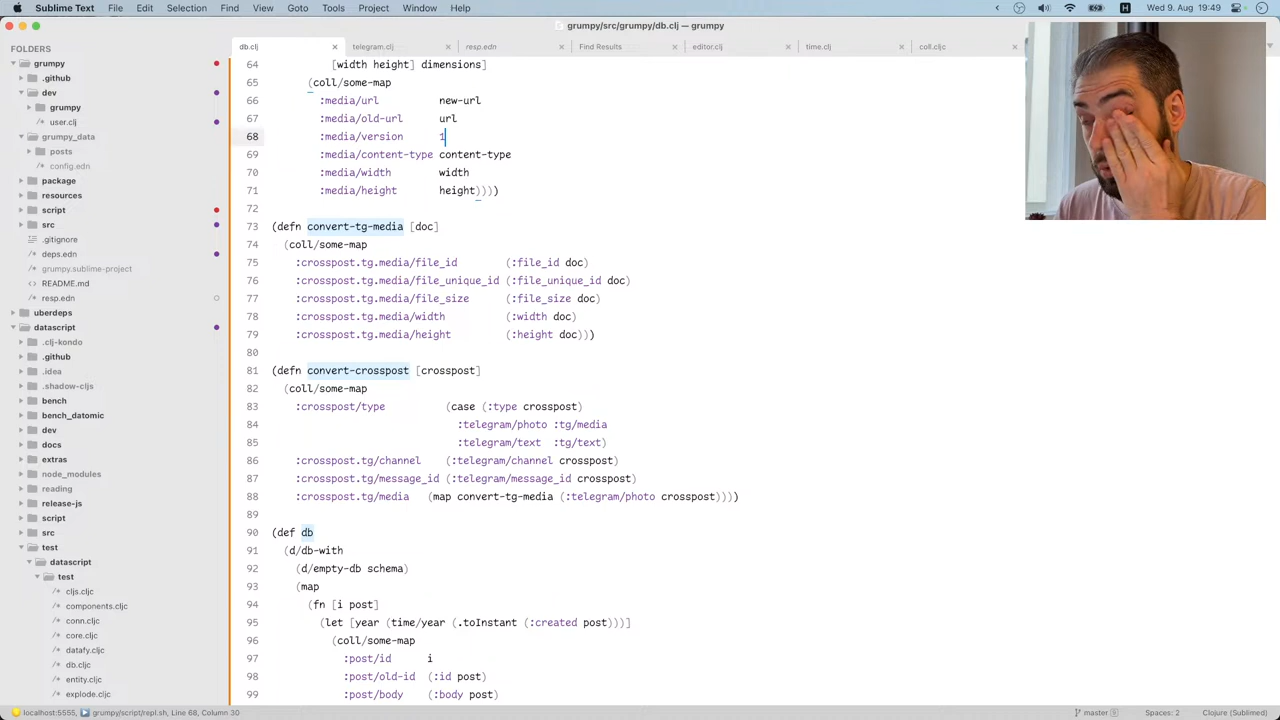 Sublime Text File Edit Selection Find View Goto Tools Project Window Help
Wed 9. Aug 19:49
grumpy/src/grumpy/db.clj — grumpy
db.clj telegram.clj resp.edn Find Results editor.clj time.clj coll.cljc
FOLDERS
grumpy
.github
dev
grumpy
user.clj
grumpy_data
posts
config.edn
package
resources
script
src
.gitignore
deps.edn
grumpy.sublime-project
README.md
resp.edn
uberdeps
datascript
.clj-kondo
.github
.idea
.shadow-cljs
bench
bench_datomic
dev
docs
extras
node_modules
reading
release-js
script
src
test
datascript
test
cljs.cljc
components.cljc
conn.cljc
core.cljc
datafy.cljc
db.cljc
entity.cljc
explode.cljc
64 [width height] dimensions]
65 (coll/some-map
66 :media/url new-url
67 :media/old-url url
68 :media/version 1
69 :media/content-type content-type
70 :media/width width
71 :media/height height))))
72
73 (defn convert-tg-media [doc]
74 (coll/some-map
75 :crosspost.tg.media/file_id (:file_id doc)
76 :crosspost.tg.media/file_unique_id (:file_unique_id doc)
77 :crosspost.tg.media/file_size (:file_size doc)
78 :crosspost.tg.media/width (:width doc)
79 :crosspost.tg.media/height (:height doc)))
80
81 (defn convert-crosspost [crosspost]
82 (coll/some-map
83 :crosspost/type (case (:type crosspost)
84 :telegram/photo :tg/media
85 :telegram/text :tg/text)
86 :crosspost.tg/channel (:telegram/channel crosspost)
87 :crosspost.tg/message_id (:telegram/message_id crosspost)
88 :crosspost.tg/media (map convert-tg-media (:telegram/photo crosspost))))
89
90 (def db
91 (d/db-with
92 (d/empty-db schema)
93 (map
94 (fn [i post]
95 (let [year (time/year (.toInstant (:created post)))]
96 (coll/some-map
97 :post/id i
98 :post/old-id (:id post)
99 :post/body (:body post)
localhost:5555, grumpy/script/repl.sh, Line 68, Column 30
master 9 Spaces: 2 Clojure (Sublimed)